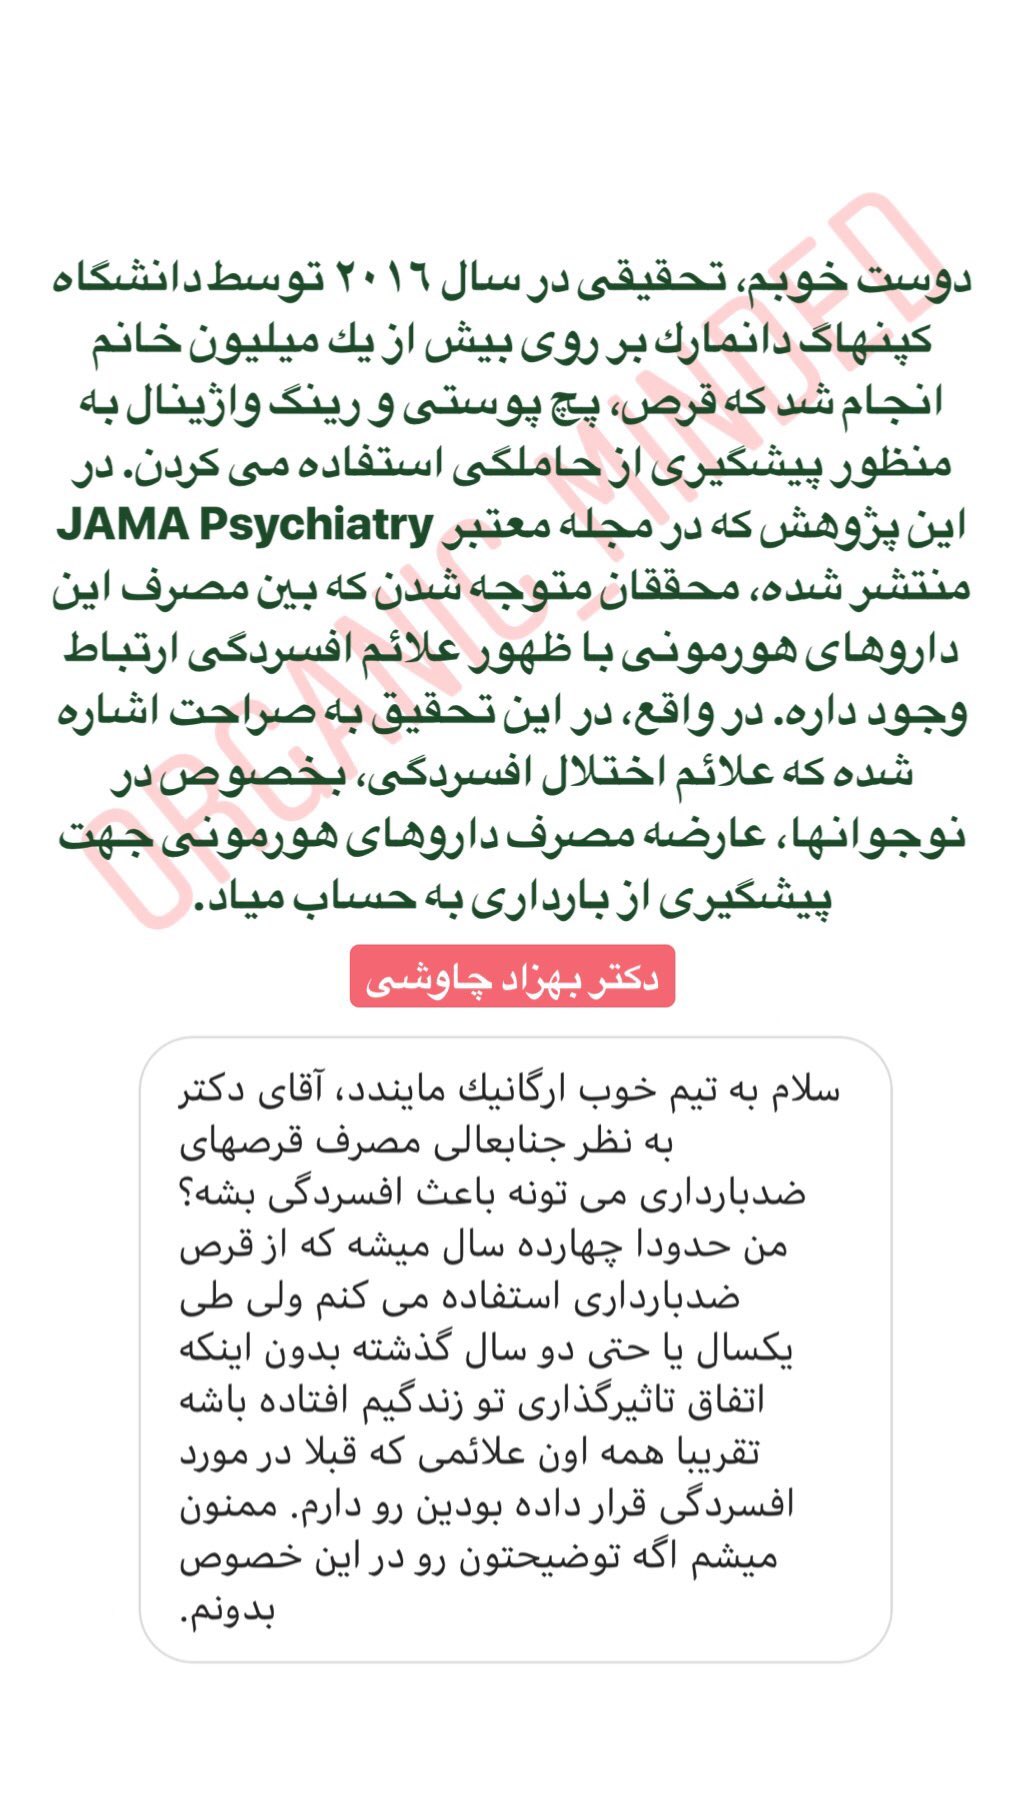 دوست خوبم، تحقیقی در سال ٢٠١٦ توسط دانشگاه
کپنهاگ دانمارك بر روی بیش از یك میلیون خانم
انجام شد که قرص، پچ پوستی و رینگ واژینال به
منظور پیشگیری از حاملگی استفاده می کردن. در
این پژوهش که در مجله معتبر JAMA Psychiatry
منتشر شده، محققان متوجه شدن که بین مصرف این
داروهای هورمونی با ظهور علائم افسردگی ارتباط
وجود داره. در واقع، در این تحقیق به صراحت اشاره
شده که علائم اختلال افسردگی، بخصوص در
نوجوانها، عارضه مصرف داروهای هورمونی جهت
پیشگیری از بارداری به حساب میاد.
ORGANIC_MINDED
دکتر بهزاد چاوشی
سلام به تیم خوب ارگانیك مایندد، آقای دکتر
به نظر جنابعالی مصرف قرصهای
ضدبارداری می تونه باعث افسردگی بشه؟
من حدودا چهارده سال میشه که از قرص
ضدبارداری استفاده می کنم ولی طی
یکسال یا حتی دو سال گذشته بدون اینکه
اتفاق تاثیرگذاری تو زندگیم افتاده باشه
تقریبا همه اون علائمی که قبلا در مورد
افسردگی قرار داده بودین رو دارم. ممنون
میشم اگه توضیحتون رو در این خصوص
بدونم.